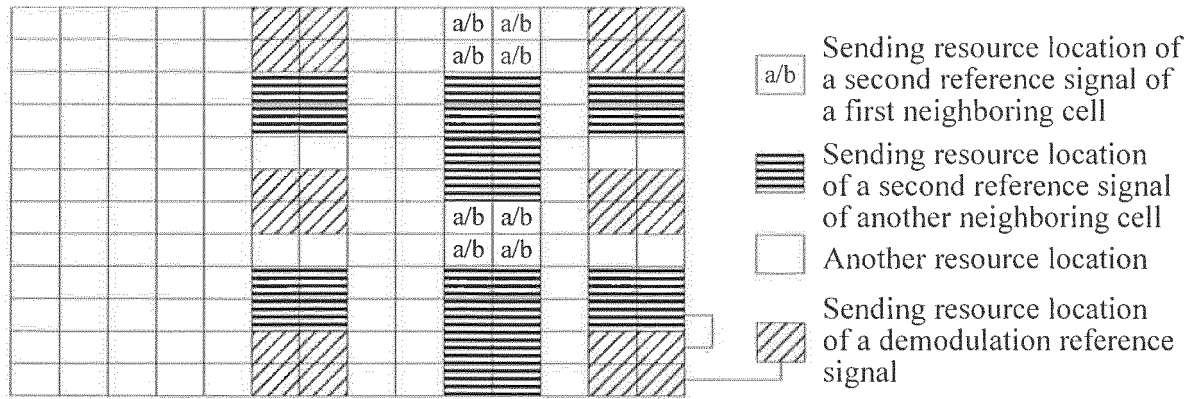 a/b a/b
a/b a/b
a/b a/b
a/b a/b
a/b
Sending resource location of
a second reference signal of
a first neighboring cell
Sending resource location
of a second reference signal
of another neighboring cell
Another resource location
Sending resource location
of a demodulation reference
signal